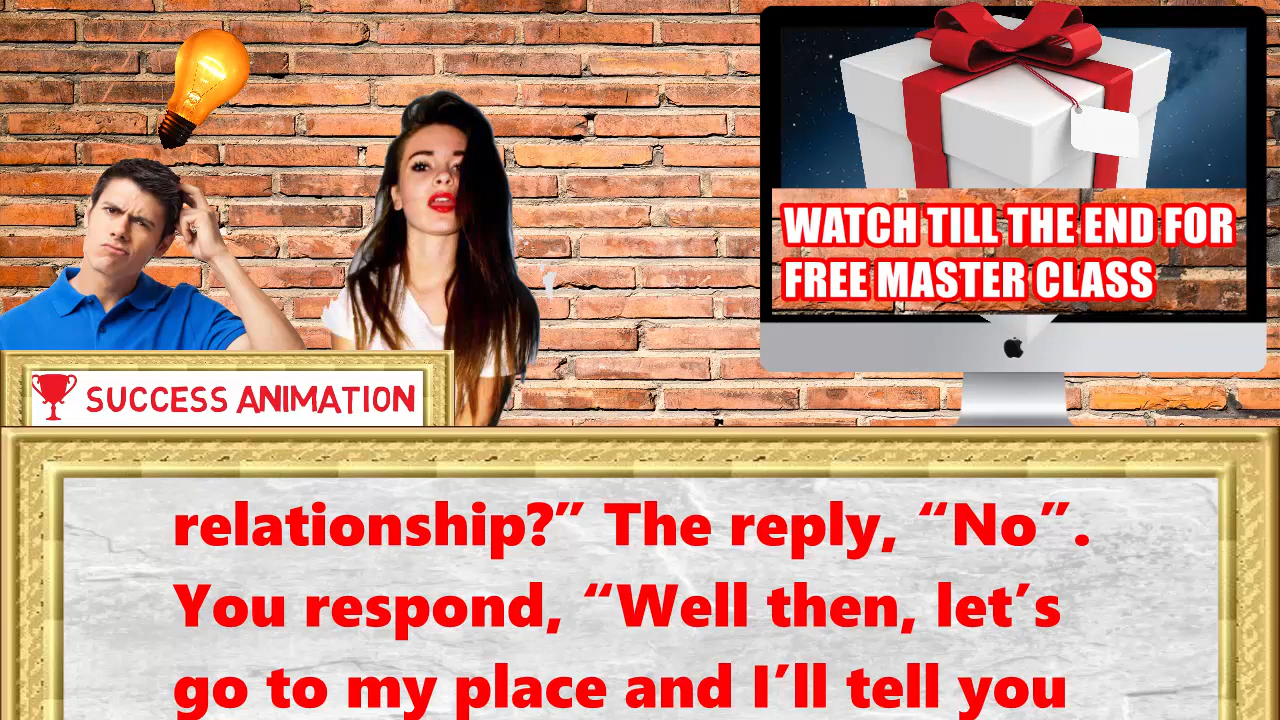 WATCH TILL THE END FOR
FREE MASTER CLASS
SUCCESS ANIMATION
relationship?” The reply, “No”.
You respond, “Well then, let’s
go to my place and I’ll tell you